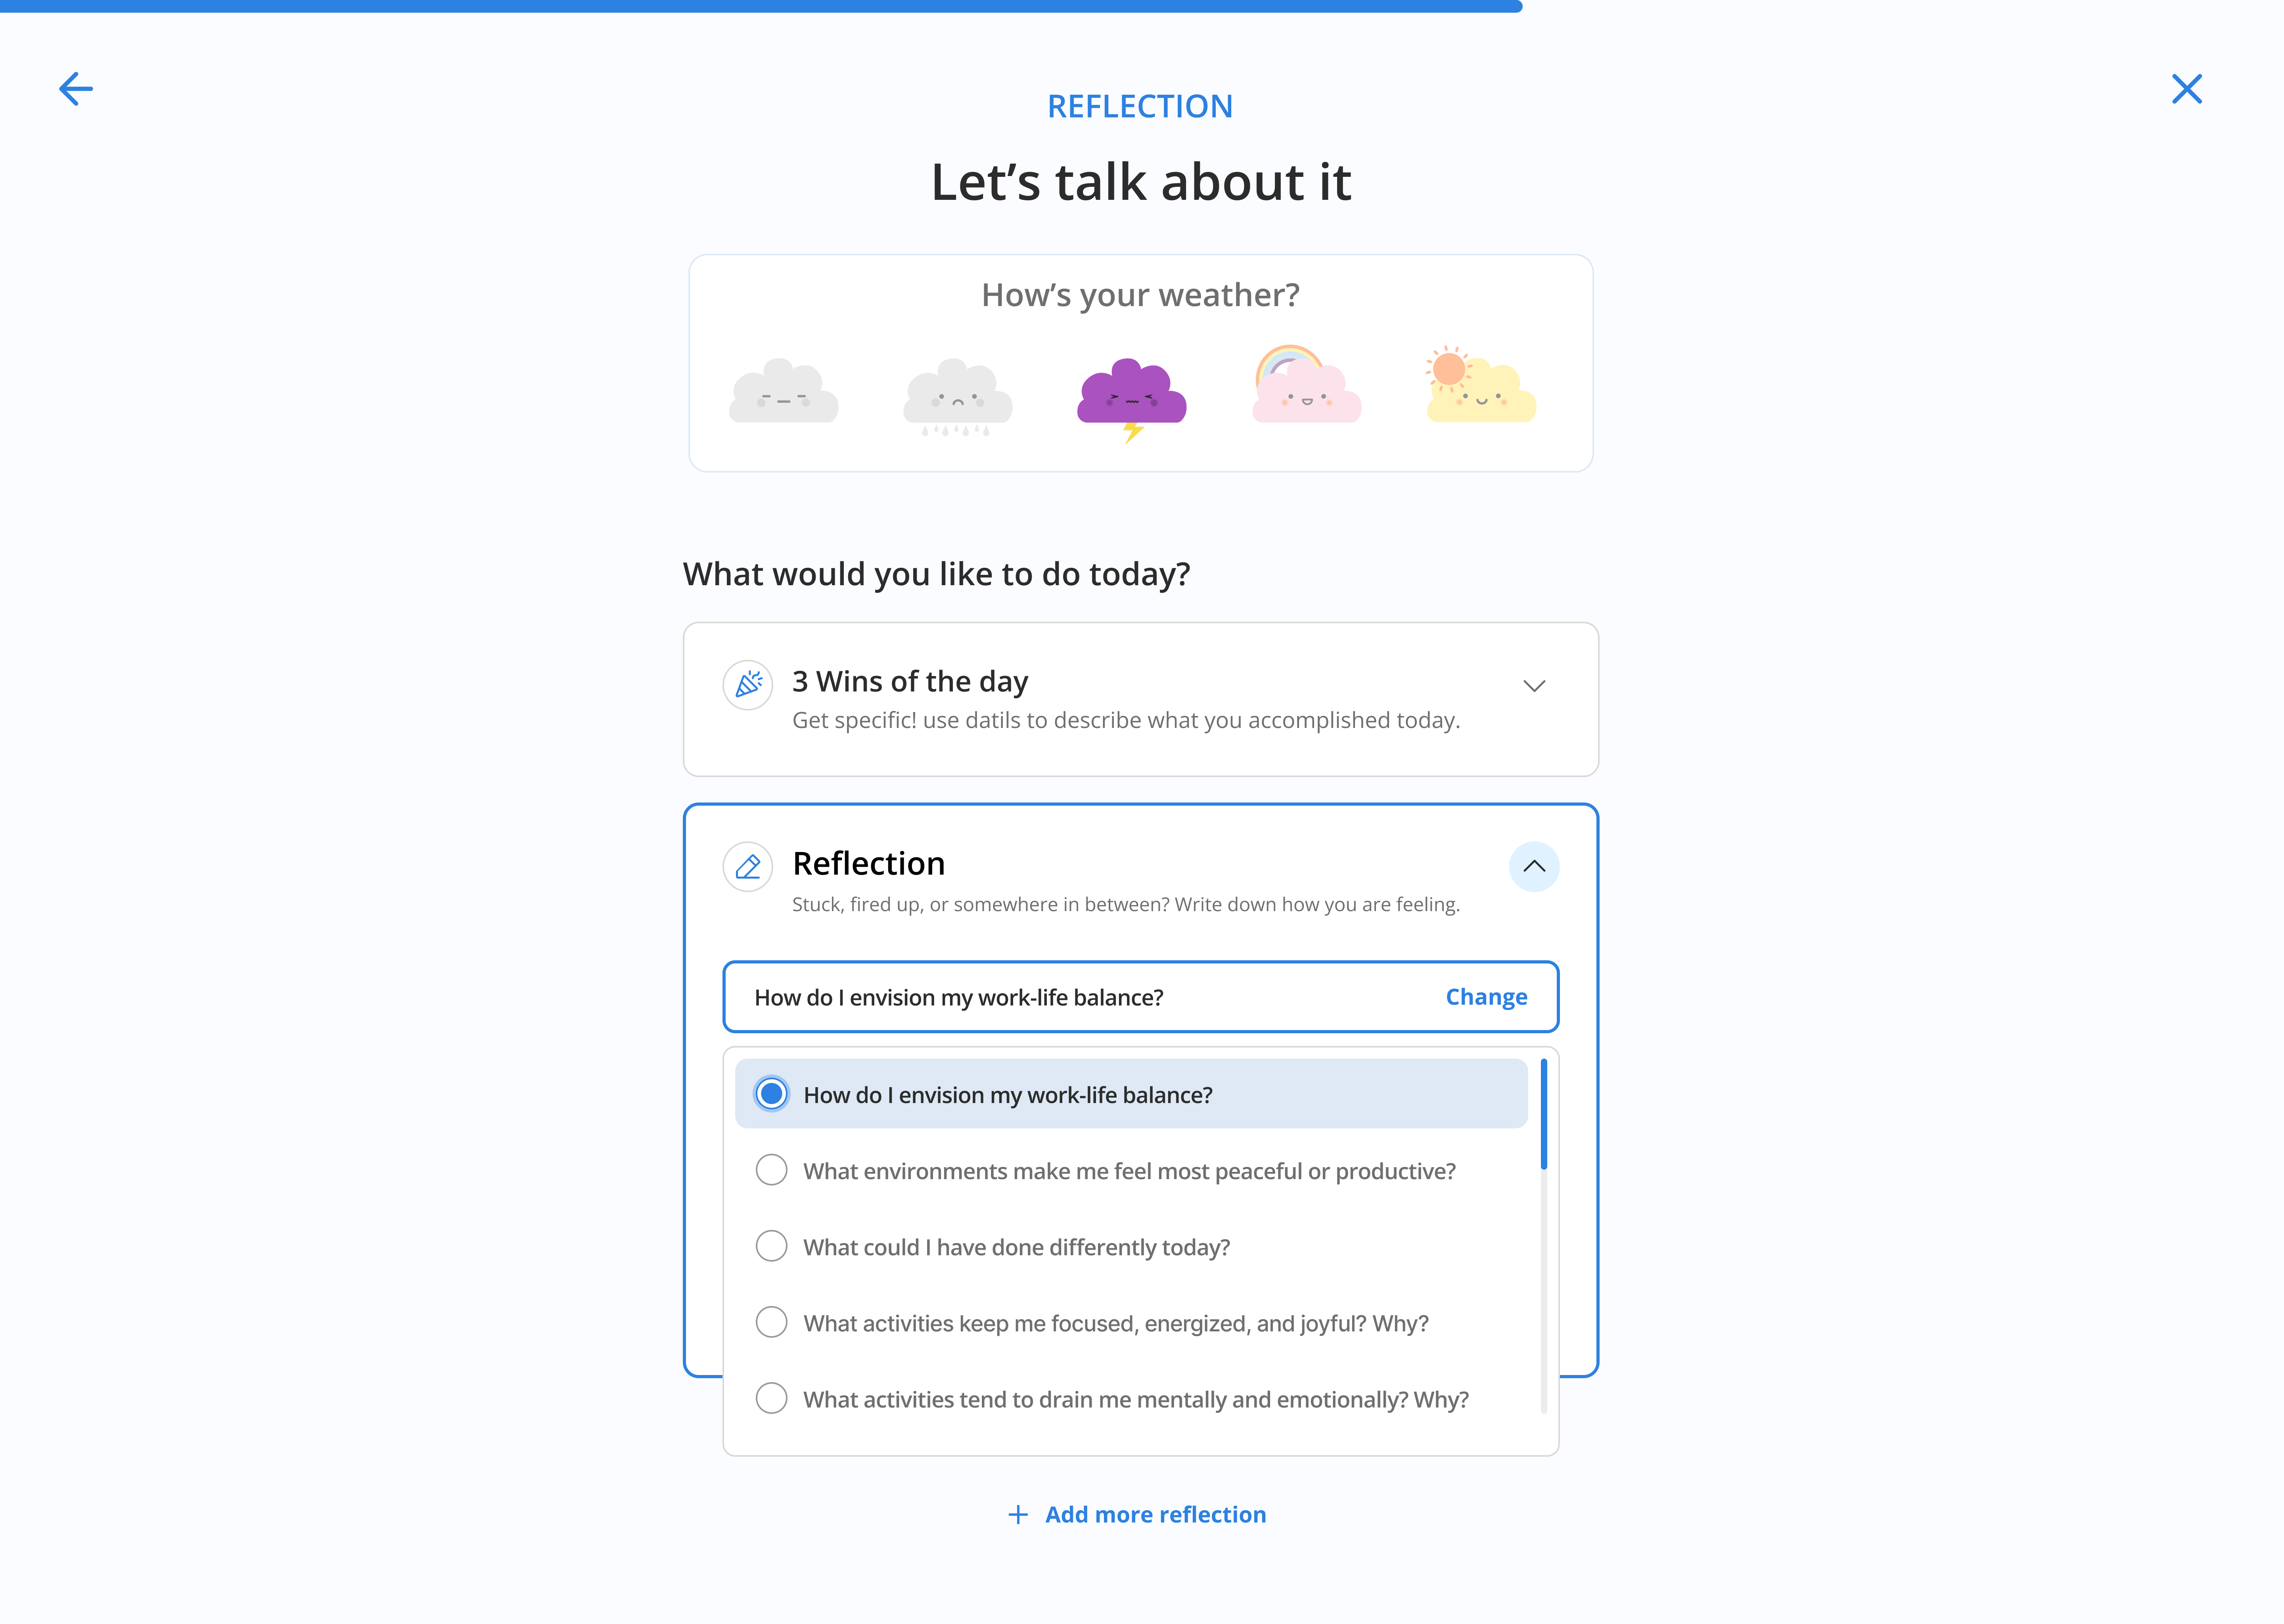 REFLECTION
Let’s talk about it
How’s your weather?
What would you like to do today?
3 Wins of the day
Get specific! use datils to describe what you accomplished today.
Reflection
Stuck, fired up, or somewhere in between? Write down how you are feeling.
How do I envision my work-life balance?
Change
How do I envision my work-life balance?
What environments make me feel most peaceful or productive?
What could I have done differently today?
What activities keep me focused, energized, and joyful? Why?
What activities tend to drain me mentally and emotionally? Why?
+ Add more reflection